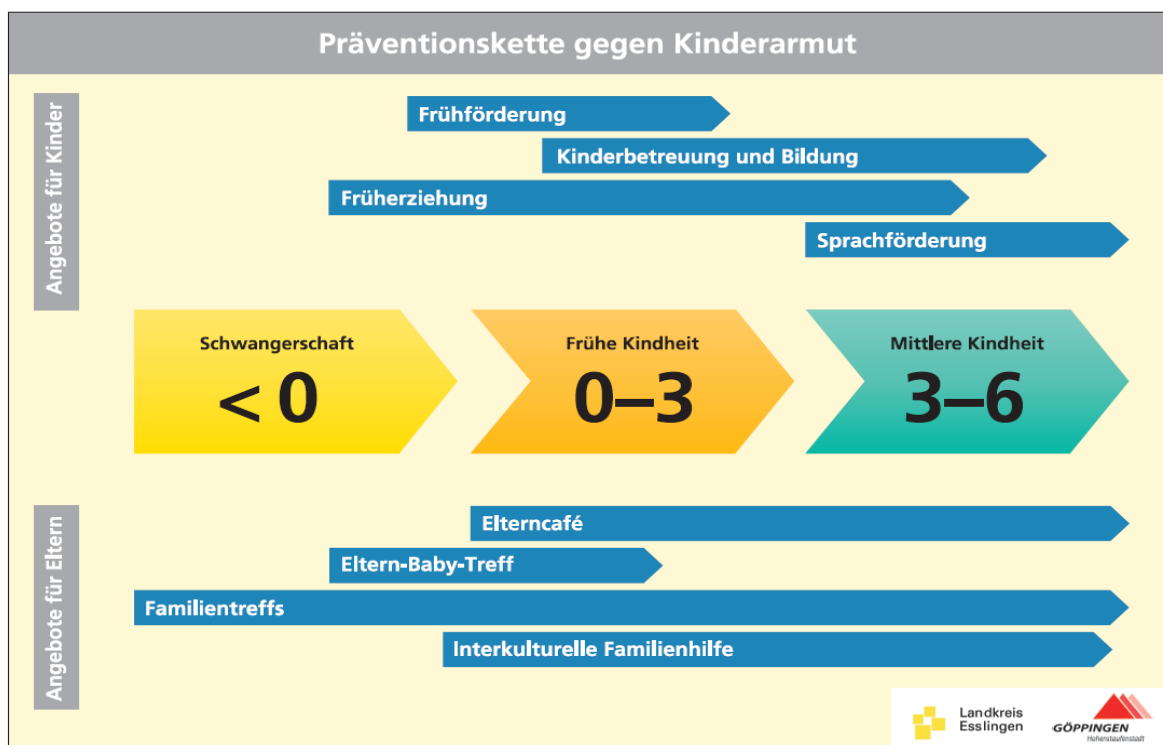 Präventionskette gegen Kinderarmut
Angebote für Kinder
Frühförderung
Kinderbetreuung und Bildung
Früherziehung
Sprachförderung
Schwangerschaft
< 0
Frühe Kindheit
0–3
Mittlere Kindheit
3–6
Angebote für Eltern
Elterncafé
Eltern-Baby-Treff
Familientreffs
Interkulturelle Familienhilfe
Landkreis
Esslingen
GÖPPINGEN
Hohenstaufenstadt